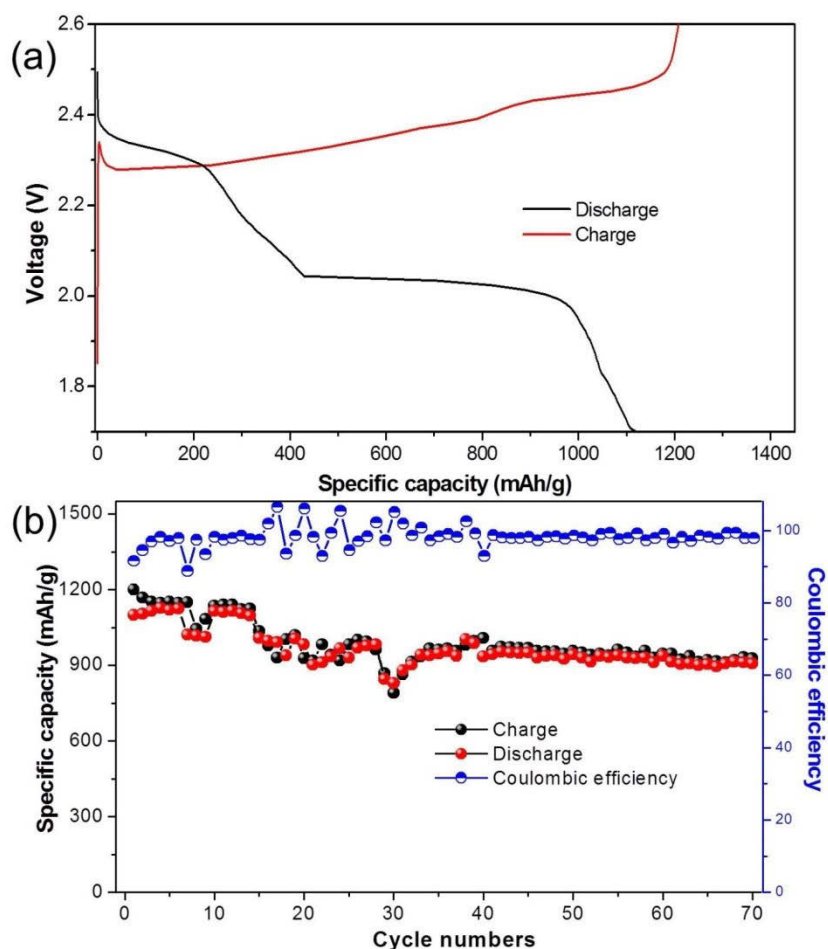 (a)
2.6
2.4
2.2
2.0
1.8
Voltage (V)
Discharge
Charge
0 200 400 600 800 1000 1200 1400
Specific capacity (mAh/g)
(b)
1500
1200
900
600
300
0
Specific capacity (mAh/g)
100
80
60
40
20
0
Coulombic efficiency
Charge
Discharge
Coulombic efficiency
0 10 20 30 40 50 60 70
Cycle numbers